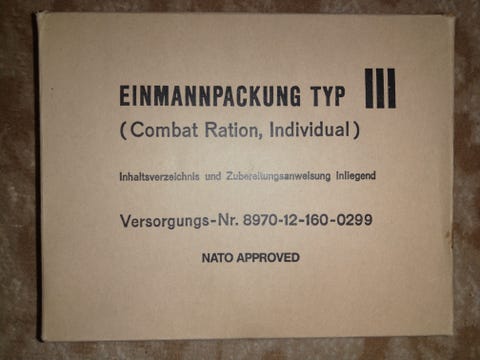 EINMANNPACKUNG TYP III
(Combat Ration, Individual)
Inhaltsverzeichnis und Zubereitungsanweisung Inliegend
Versorgungs-Nr. 8970-12-160-0299
NATO APPROVED